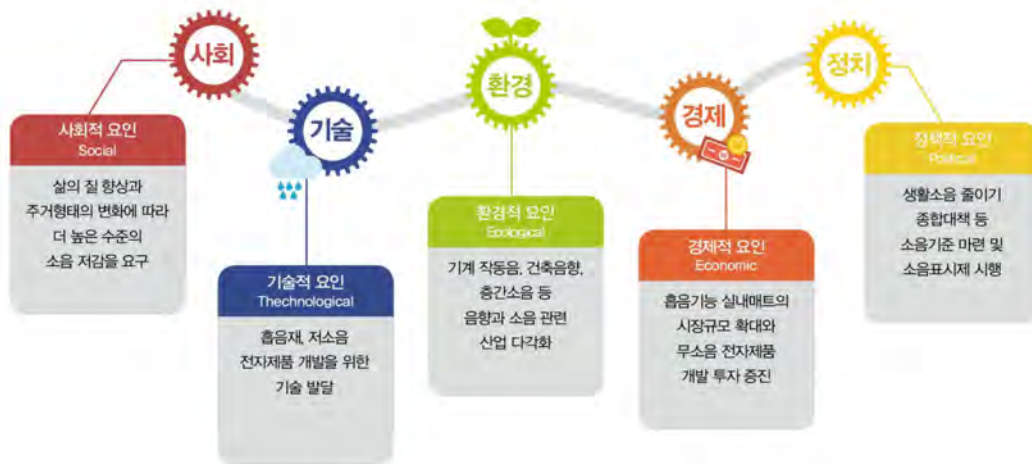 사회
기술
환경
경제
정치
사회적 요인
Social
삶의 질 향상과
주거형태의 변화에 따라
더 높은 수준의
소음 저감을 요구
기술적 요인
Thechnological
흡음재, 저소음
전자제품 개발을 위한
기술 발달
환경적 요인
Ecological
기계 작동음, 건축음향,
층간소음 등
음향과 소음 관련
산업 다각화
경제적 요인
Economic
흡음기능 실내매트의
시장규모 확대와
무소음 전자제품
개발 투자 증진
정책적 요인
Political
생활소음 줄이기
종합대책 등
소음기준 마련 및
소음표시제 시행